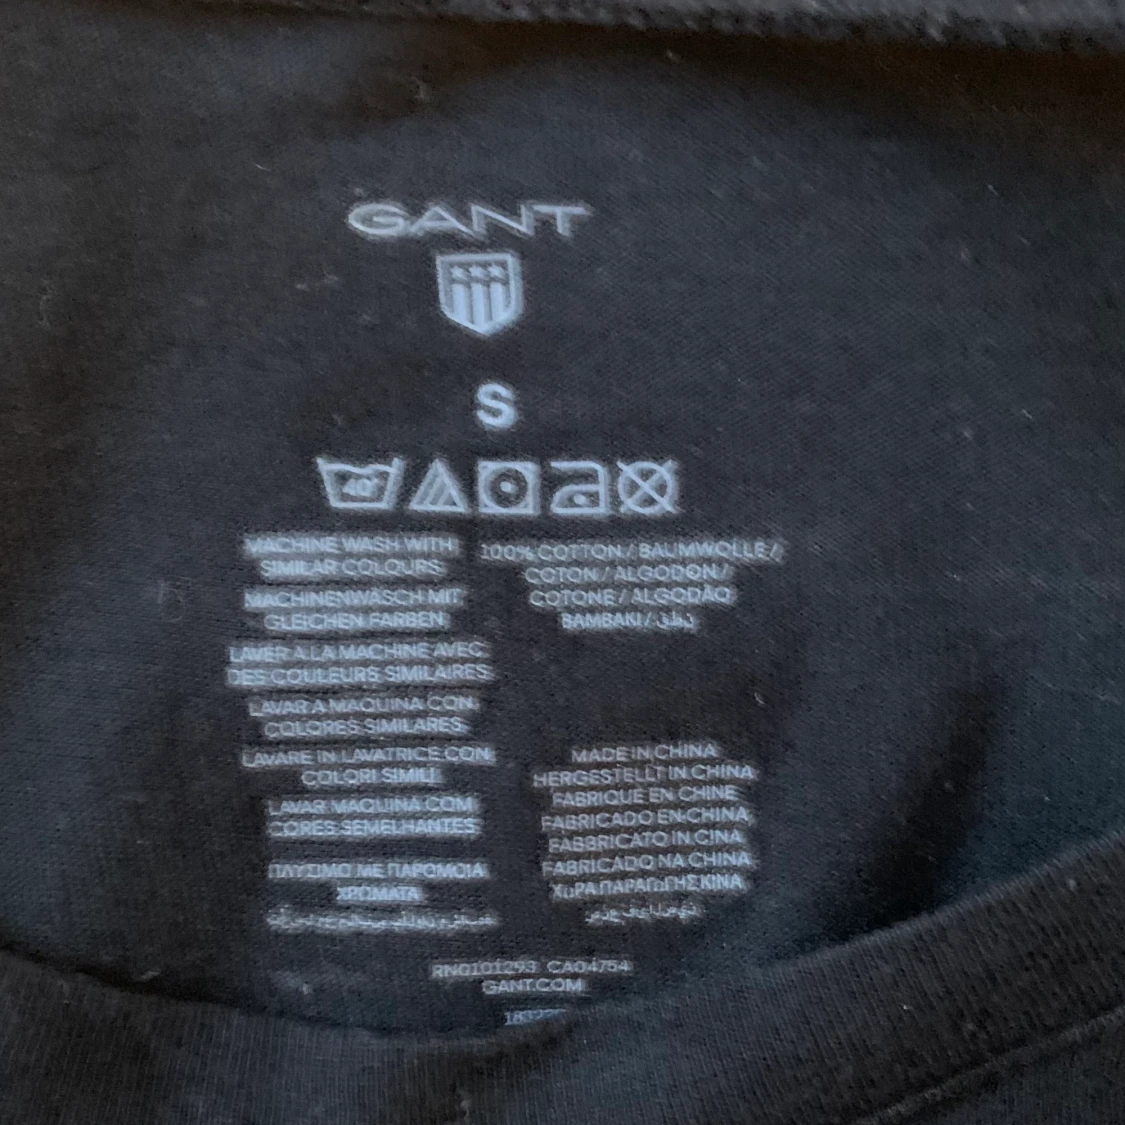 GANT
S
40°
MACHINE WASH WITH
SIMILAR COLOURS
MACHINENWÄSCH MIT
GLEICHEN FARBEN
LAVER A LA MACHINE AVEC
DES COULEURS SIMILAIRES
LAVAR A MAQUINA CON
COLORES SIMILARES
LAVARE IN LAVATRICE CON
COLORI SIMILI
LAVAR MAQUINA COM
CORES SEMELHANTES
ΠΛΥΣΙΜΟ ΜΕ ΠΑΡΟΜΟΙΑ
ΧΡΩΜΑΤΑ
100% COTTON / BAUMWOLLE /
COTON / ALGODON /
COTONE / ALGODÃO
BAMBAKI / قطن
MADE IN CHINA
HERGESTELLT IN CHINA
FABRIQUE EN CHINE
FABRICADO EN CHINA
FABBRICATO IN CINA
FABRICADO NA CHINA
ΧωΡΑ ΠΑΡΑΓωΓΗΣ ΚΙΝΑ
RN0101293 CA04754
GANT.COM